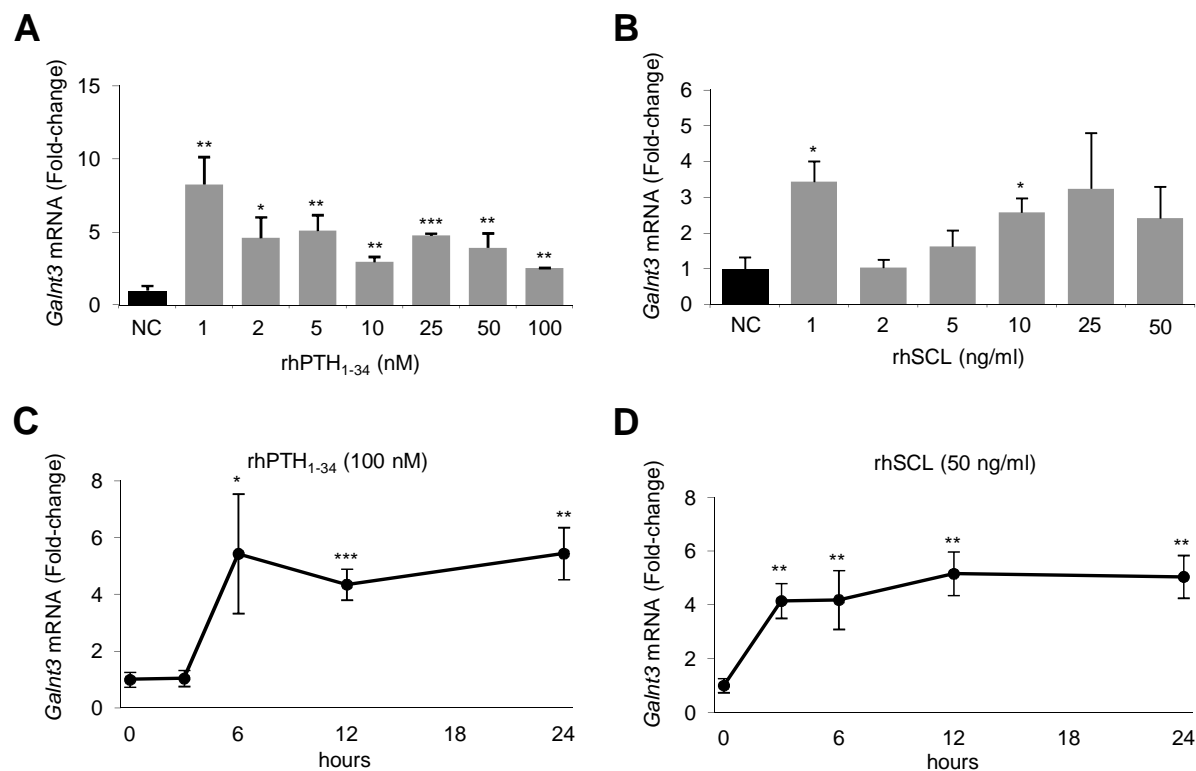 A
Galnt3 mRNA (Fold-change)
15
10
5
0
**
*
**
**
***
**
**
NC 1 2 5 10 25 50 100
rhPTH1-34 (nM)
B
Galnt3 mRNA (Fold-change)
6
5
4
3
2
1
0
*
*
NC 1 2 5 10 25 50
rhSCL (ng/ml)
C
rhPTH1-34 (100 nM)
Galnt3 mRNA (Fold-change)
8
6
4
2
0
*
***
**
0 6 12 18 24
hours
D
rhSCL (50 ng/ml)
Galnt3 mRNA (Fold-change)
8
6
4
2
0
**
**
**
**
0 6 12 18 24
hours